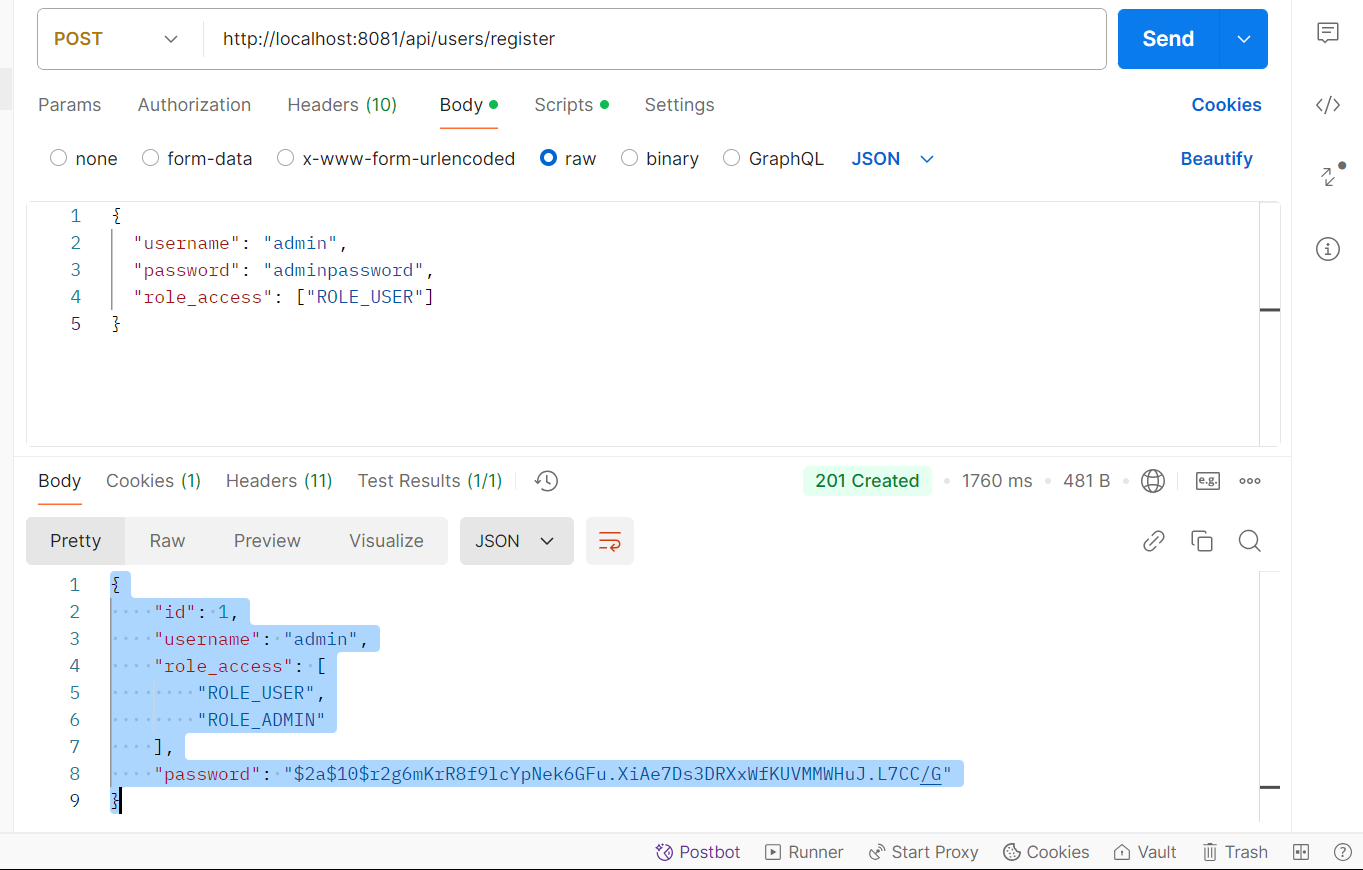 POST http://localhost:8081/api/users/register Send
Params Authorization Headers (10) Body Scripts Settings Cookies
none form-data x-www-form-urlencoded raw binary GraphQL JSON Beautify
1 {
2 "username": "admin",
3 "password": "adminpassword",
4 "role_access": ["ROLE_USER"]
5 }
Body Cookies (1) Headers (11) Test Results (1/1) 201 Created 1760 ms 481 B e.g.
Pretty Raw Preview Visualize JSON
1 {
2 "id": 1,
3 "username": "admin",
4 "role_access": [
5 "ROLE_USER",
6 "ROLE_ADMIN"
7 ],
8 "password": "$2a$10$r2g6mKrR8f9lcYpNek6GFu.XiAe7Ds3DRXxWfKUVMMWHuJ.L7CC/G"
9 }
Postbot Runner Start Proxy Cookies Vault Trash